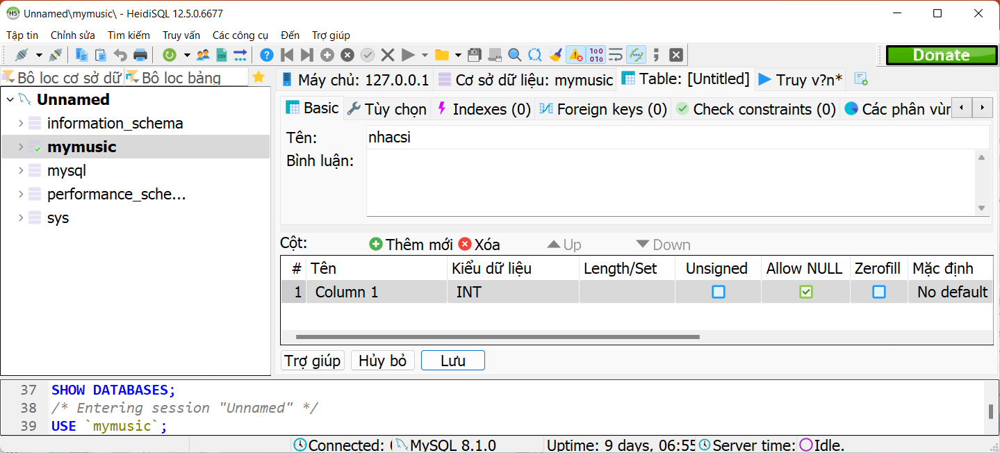 Unnamed\mymusic\ - HeidiSQL 12.5.0.6677
Tập tin Chỉnh sửa Tìm kiếm Truy vấn Các công cụ Đến Trợ giúp
Donate
Bộ lọc cơ sở dữ Bộ lọc bảng
Máy chủ: 127.0.0.1 Cơ sở dữ liệu: mymusic Table: [Untitled] Truy v?n*
Unnamed
information_schema
mymusic
mysql
performance_sche...
sys
Basic Tùy chọn Indexes (0) Foreign keys (0) Check constraints (0) Các phân vùn
Tên: nhacsi
Bình luận:
Cột: Thêm mới Xóa Up Down
# Tên Kiểu dữ liệu Length/Set Unsigned Allow NULL Zerofill Mặc định
1 Column 1 INT No default
Trợ giúp Hủy bỏ Lưu
37 SHOW DATABASES;
38 /* Entering session "Unnamed" */
39 USE `mymusic`;
Connected: MySQL 8.1.0 Uptime: 9 days, 06:55 Server time: Idle.